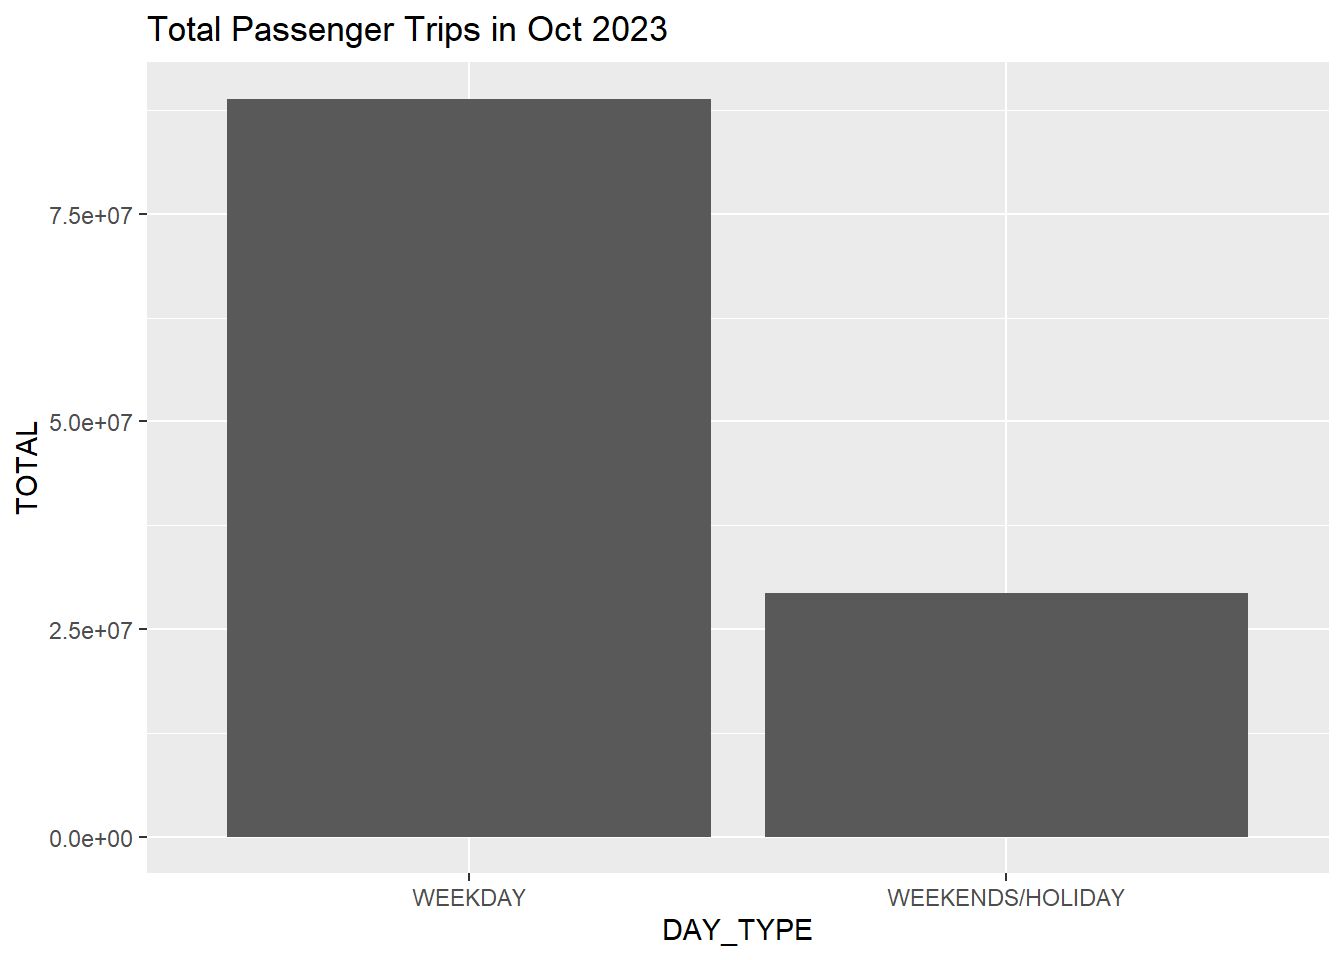 Total Passenger Trips in Oct 2023
TOTAL
7.5e+07
5.0e+07
2.5e+07
0.0e+00
WEEKDAY
WEEKENDS/HOLIDAY
DAY_TYPE